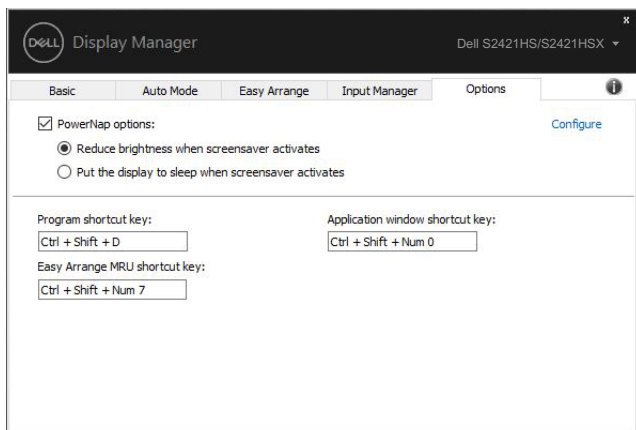 x
DELL Display Manager
Dell S2421HS/S2421HSX
Basic Auto Mode Easy Arrange Input Manager Options
PowerNap options: Configure
Reduce brightness when screensaver activates
Put the display to sleep when screensaver activates
Program shortcut key: Application window shortcut key:
Ctrl + Shift + D Ctrl + Shift + Num 0
Easy Arrange MRU shortcut key:
Ctrl + Shift + Num 7